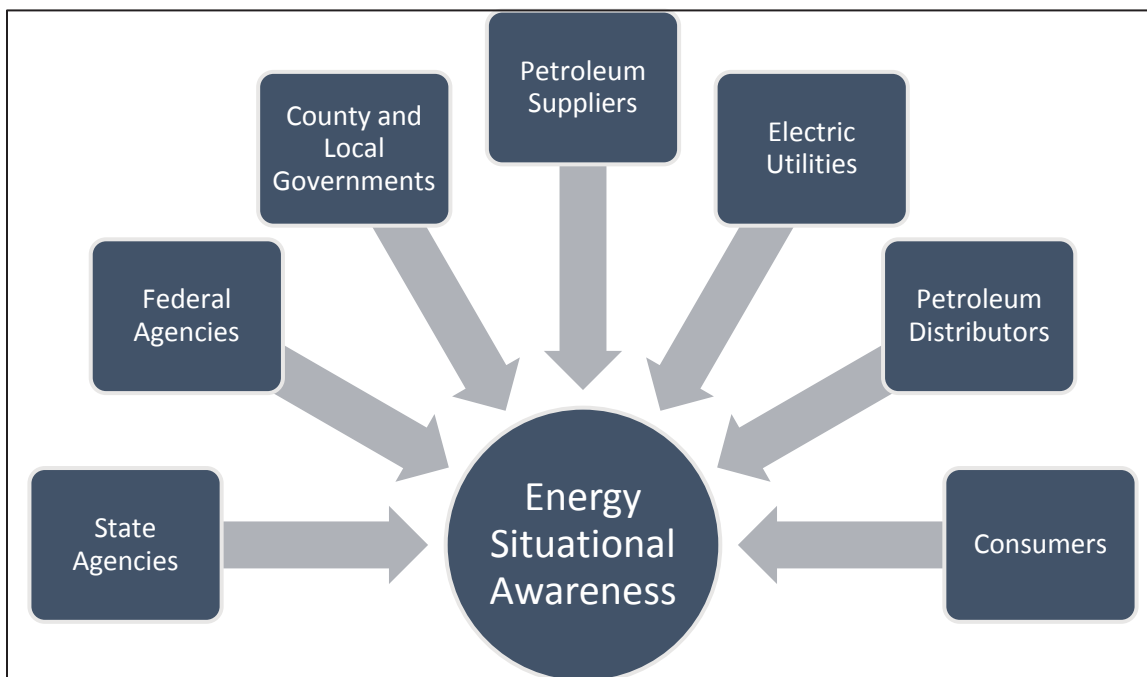 Petroleum
Suppliers
County and
Local
Governments
Electric
Utilities
Federal
Agencies
Petroleum
Distributors
State
Agencies
Energy
Situational
Awareness
Consumers